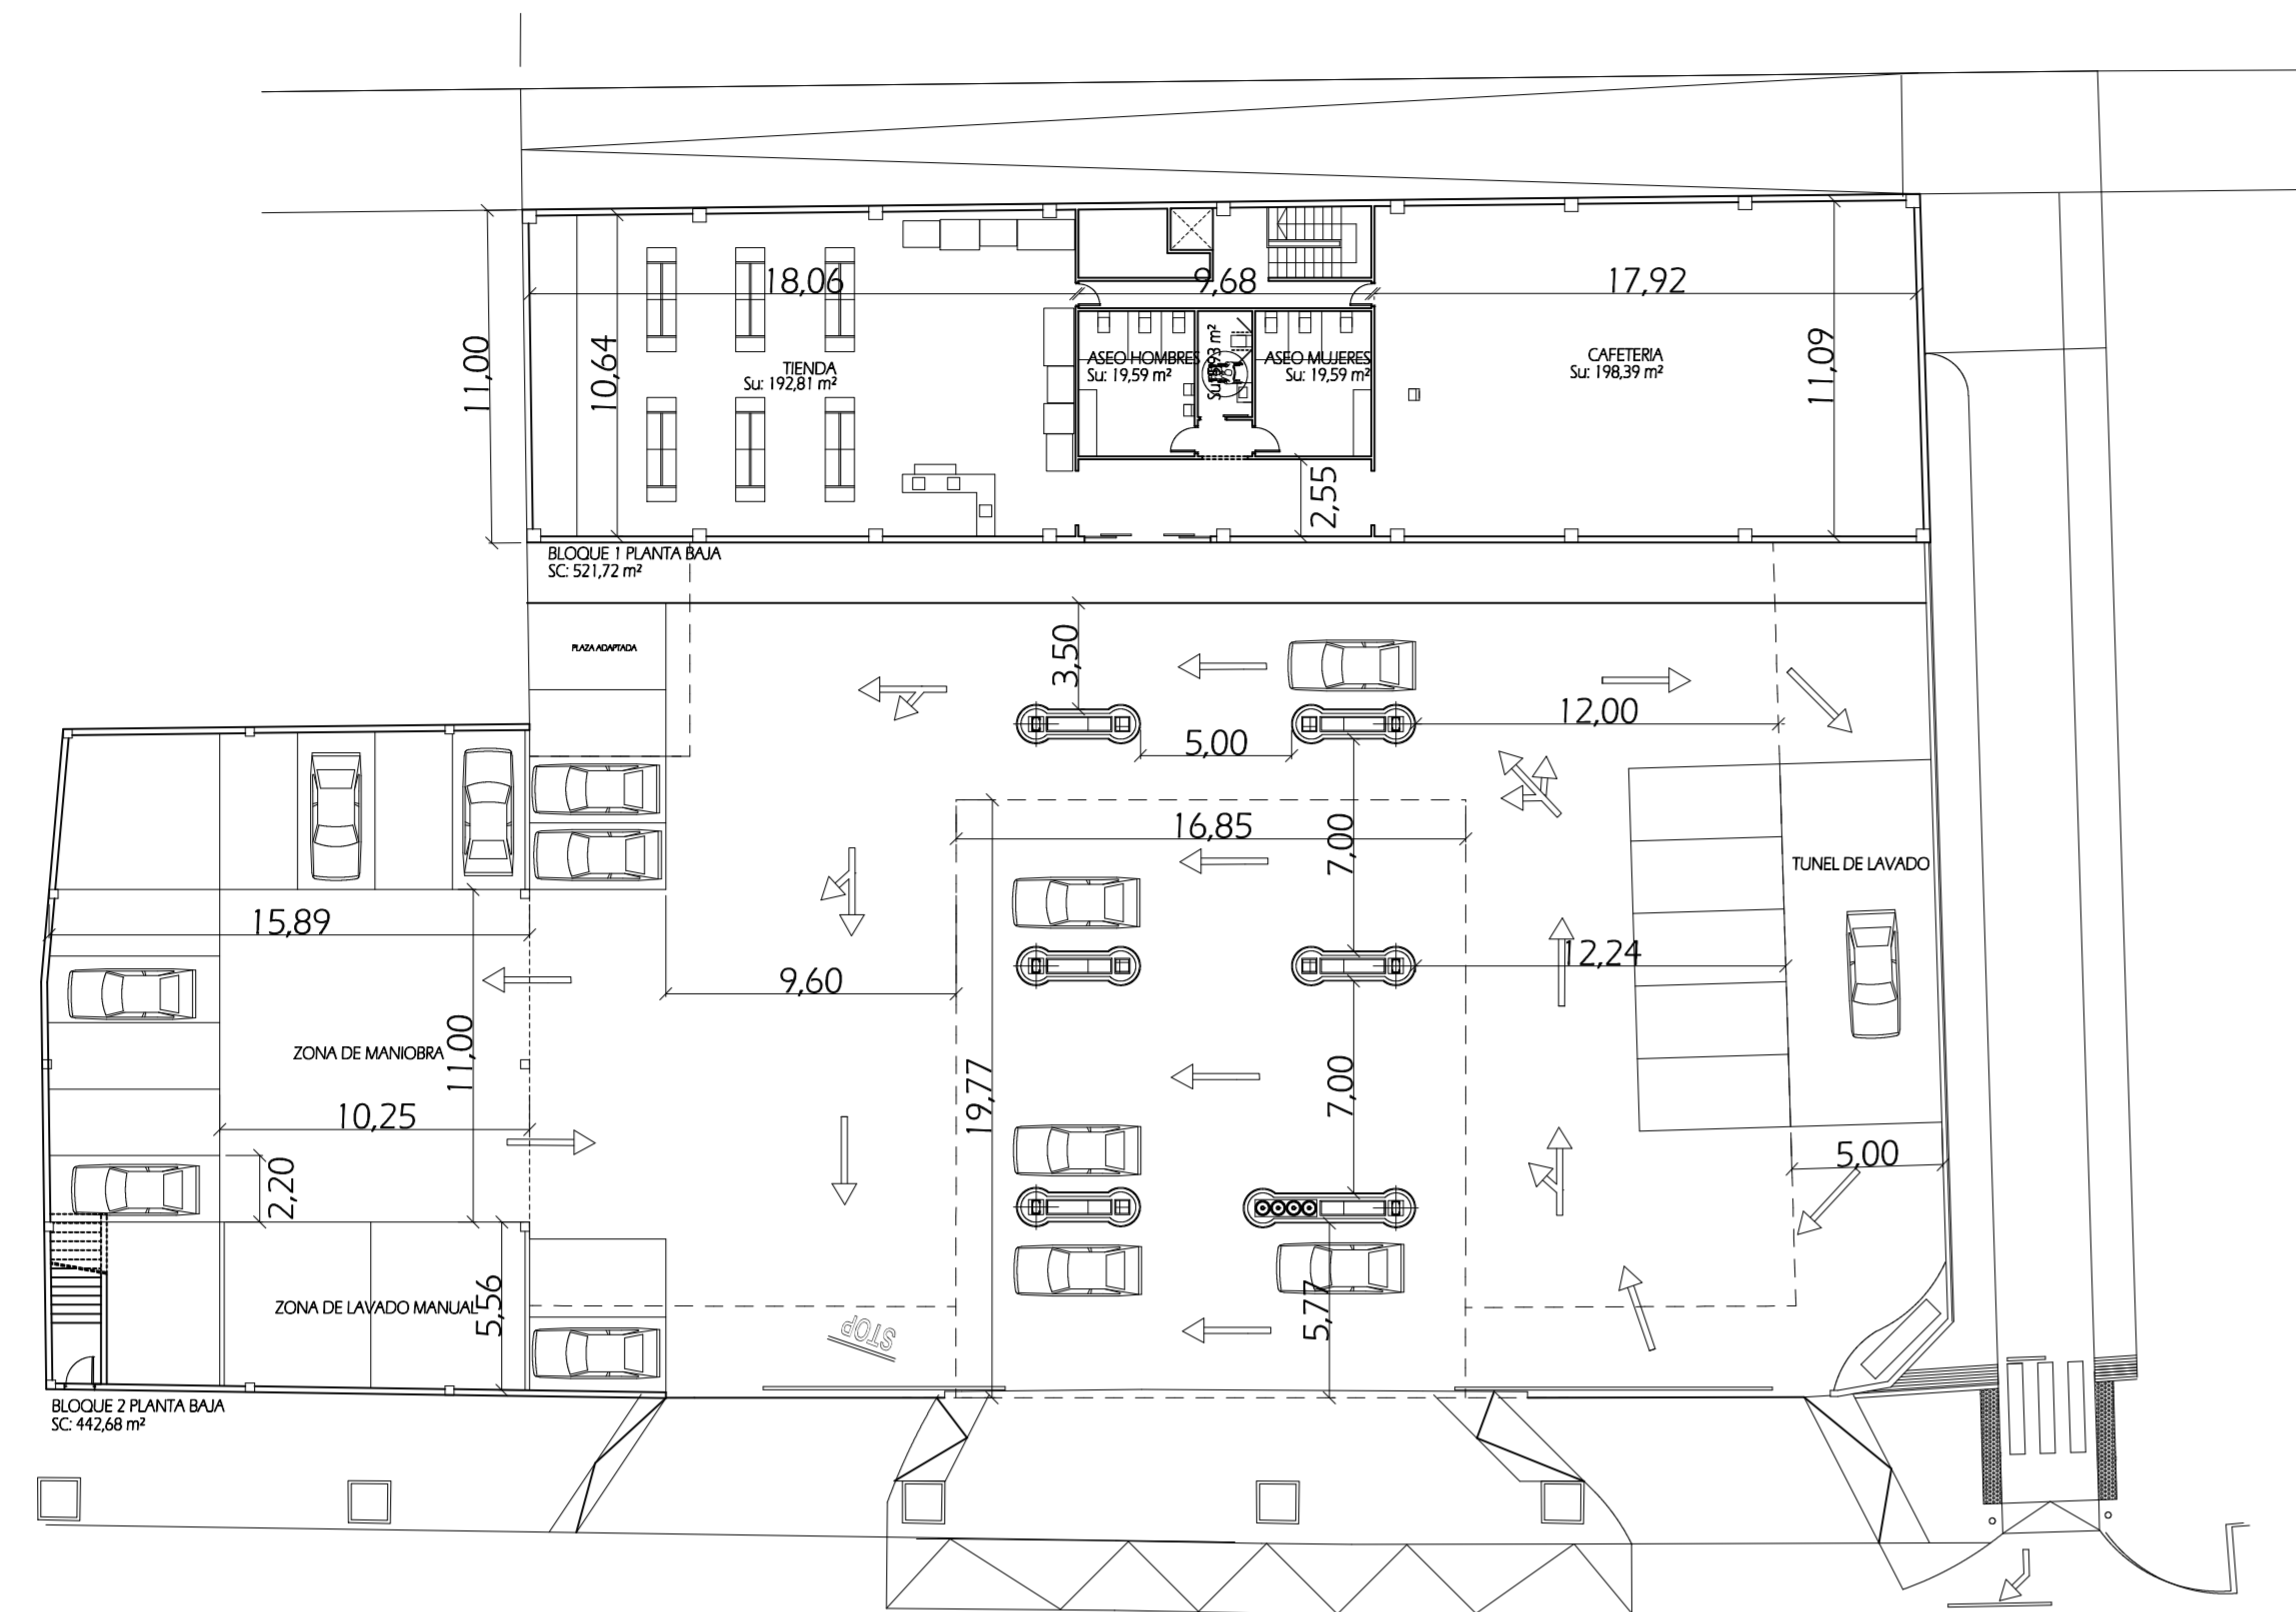 18,06
9,68
17,92
11,00
10,64
11,09
TIENDA
Su: 192,81 m²
ASEO HOMBRES
Su: 19,59 m²
ASEO MUJERES
Su: 19,59 m²
CAFETERIA
Su: 198,39 m²
2,55
BLOQUE 1 PLANTA BAJA
SC: 521,72 m²
PLAZA ADAPTADA
3,50
12,00
5,00
16,85
7,00
TUNEL DE LAVADO
15,89
9,60
12,24
ZONA DE MANIOBRA
11,00
19,77
7,00
10,25
2,20
5,00
ZONA DE LAVADO MANUAL
5,56
5,77
STOP
BLOQUE 2 PLANTA BAJA
SC: 442,68 m²